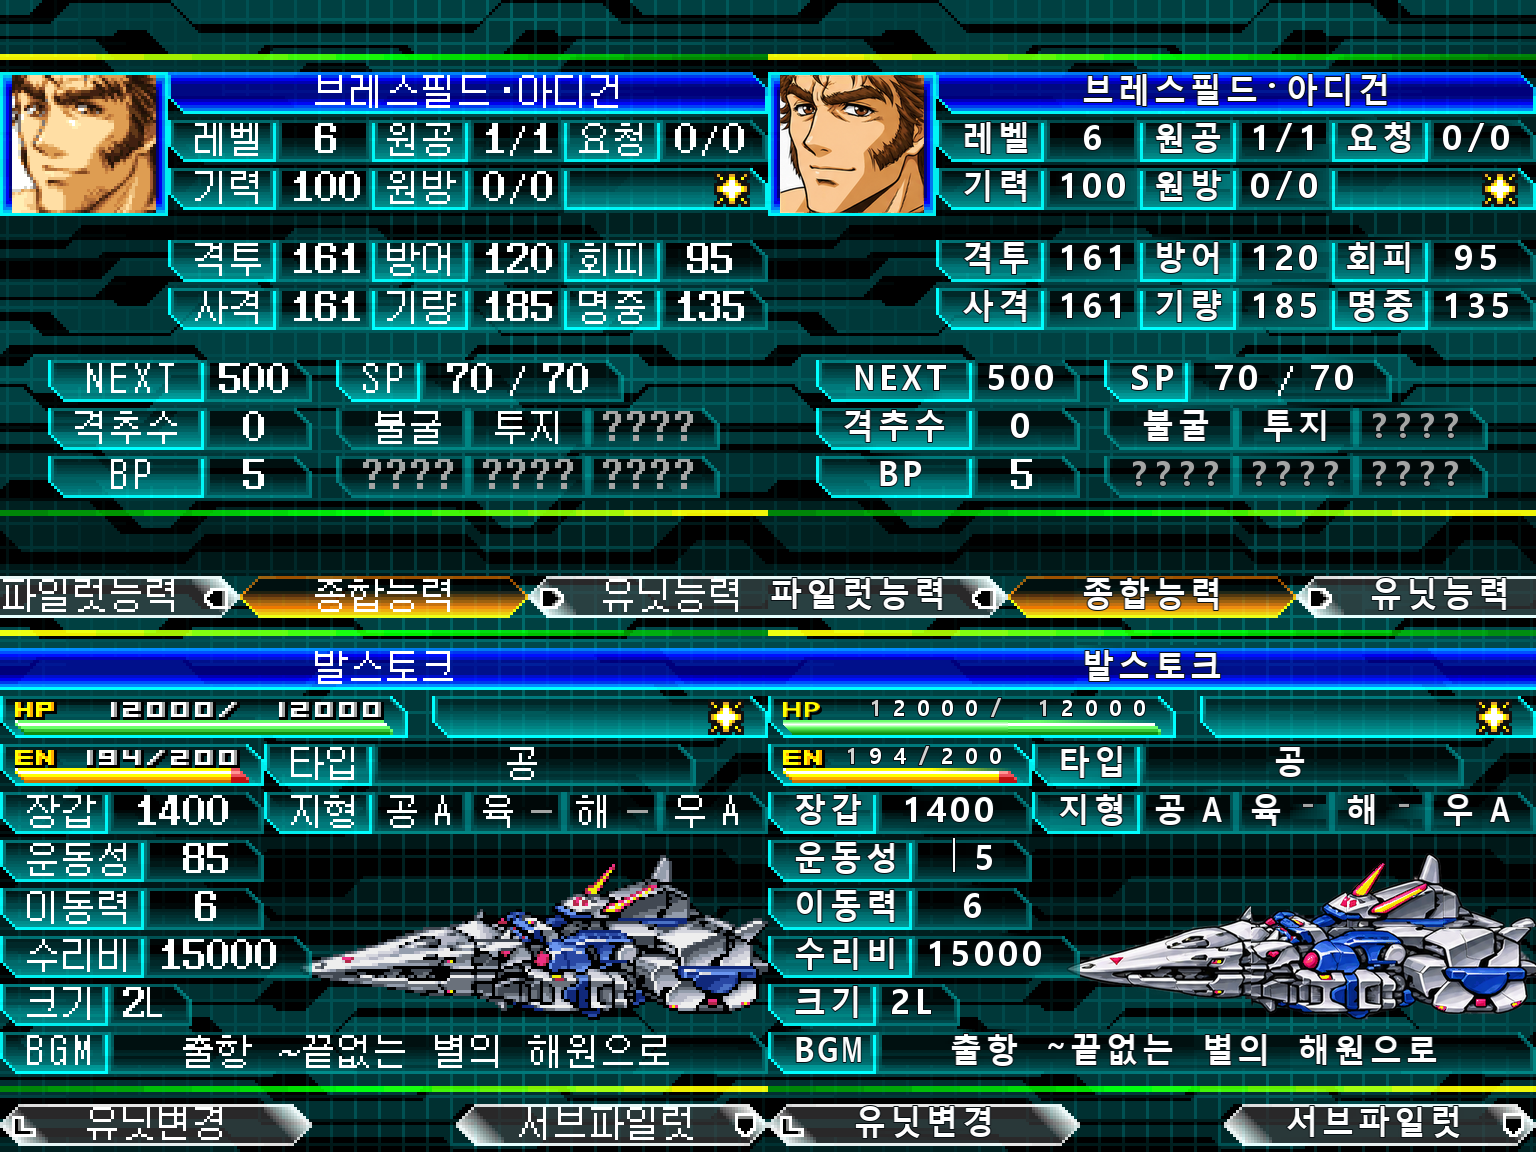 브레스필드·아디건
레벨 6 원공 1/1 요청 0/0
기력 100 원방 0/0
격투 161 방어 120 회피 95
사격 161 기량 185 명중 135
NEXT 500 SP 70 / 70
격추수 0 불굴 투지 ????
BP 5 ???? ???? ????
파일럿능력 종합능력 유닛능력
발스토크
HP 12000/ 12000
EN 194/200 타입 공
장갑 1400 지형 공 A 육 - 해 - 우 A
운동성 85
이동력 6
수리비 15000
크기 2L
BGM 출항 ~끝없는 별의 해원으로
L 유닛변경 서브파일럿
브레스필드·아디건
레벨 6 원공 1/1 요청 0/0
기력 100 원방 0/0
격투 161 방어 120 회피 95
사격 161 기량 185 명중 135
NEXT 500 SP 70 / 70
격추수 0 불굴 투지 ????
BP 5 ???? ???? ????
파일럿능력 종합능력 유닛능력
발스토크
HP 12000/ 12000
EN 194/200 타입 공
장갑 1400 지형 공 A 육 - 해 - 우 A
운동성 5
이동력 6
수리비 15000
크기 2L
BGM 출항 ~끝없는 별의 해원으로
L 유닛변경 서브파일럿